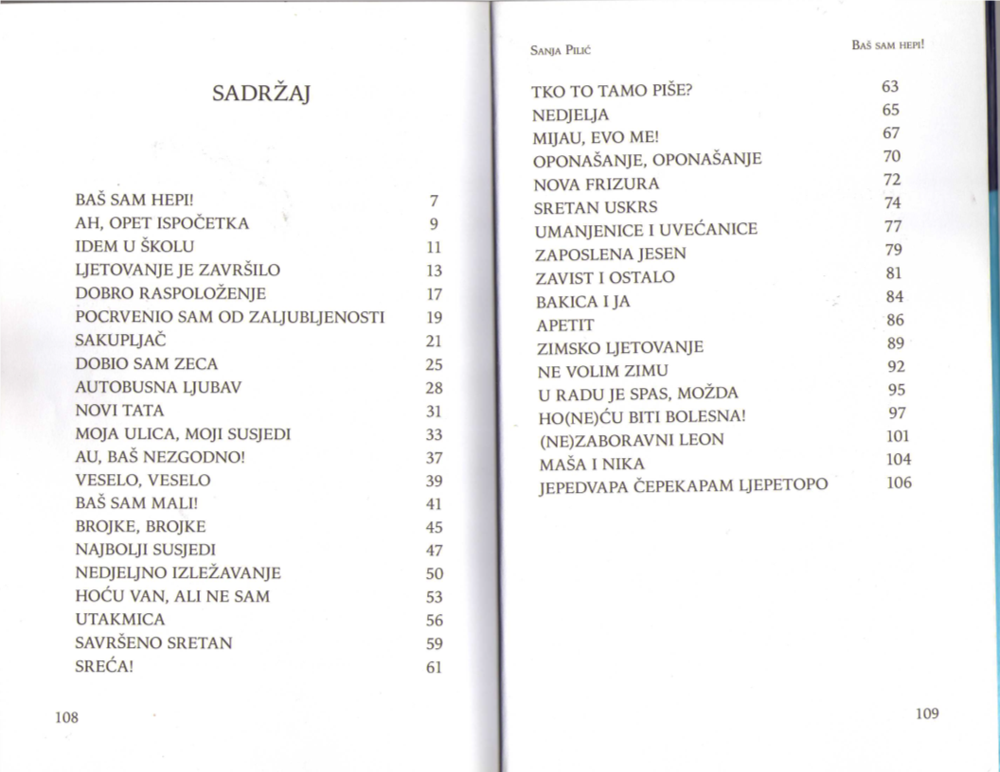 SADRŽAJ
BAŠ SAM HEPI! 7
AH, OPET ISPOČETKA 9
IDEM U ŠKOLU 11
LJETOVANJE JE ZAVRŠILO 13
DOBRO RASPOLOŽENJE 17
POCRVENIO SAM OD ZALJUBLJENOSTI 19
SAKUPLJAČ 21
DOBIO SAM ZECA 25
AUTOBUSNA LJUBAV 28
NOVI TATA 31
MOJA ULICA, MOJI SUSJEDI 33
AU, BAŠ NEZGODNO! 37
VESELO, VESELO 39
BAŠ SAM MALI! 41
BROJKE, BROJKE 45
NAJBOLJI SUSJEDI 47
NEDJELJNO IZLEŽAVANJE 50
HOĆU VAN, ALI NE SAM 53
UTAKMICA 56
SAVRŠENO SRETAN 59
SREĆA! 61
108
SANJA PILIĆ BAŠ SAM HEPI!
TKO TO TAMO PIŠE? 63
NEDJELJA 65
MIJAU, EVO ME! 67
OPONAŠANJE, OPONAŠANJE 70
NOVA FRIZURA 72
SRETAN USKRS 74
UMANJENICE I UVEĆANICE 77
ZAPOSLENA JESEN 79
ZAVIST I OSTALO 81
BAKICA I JA 84
APETIT 86
ZIMSKO LJETOVANJE 89
NE VOLIM ZIMU 92
U RADU JE SPAS, MOŽDA 95
HO(NE)ĆU BITI BOLESNA! 97
(NE)ZABORAVNI LEON 101
MAŠA I NIKA 104
JEPEDVAPA ČEPEKAPAM LJEPETOPO 106
109